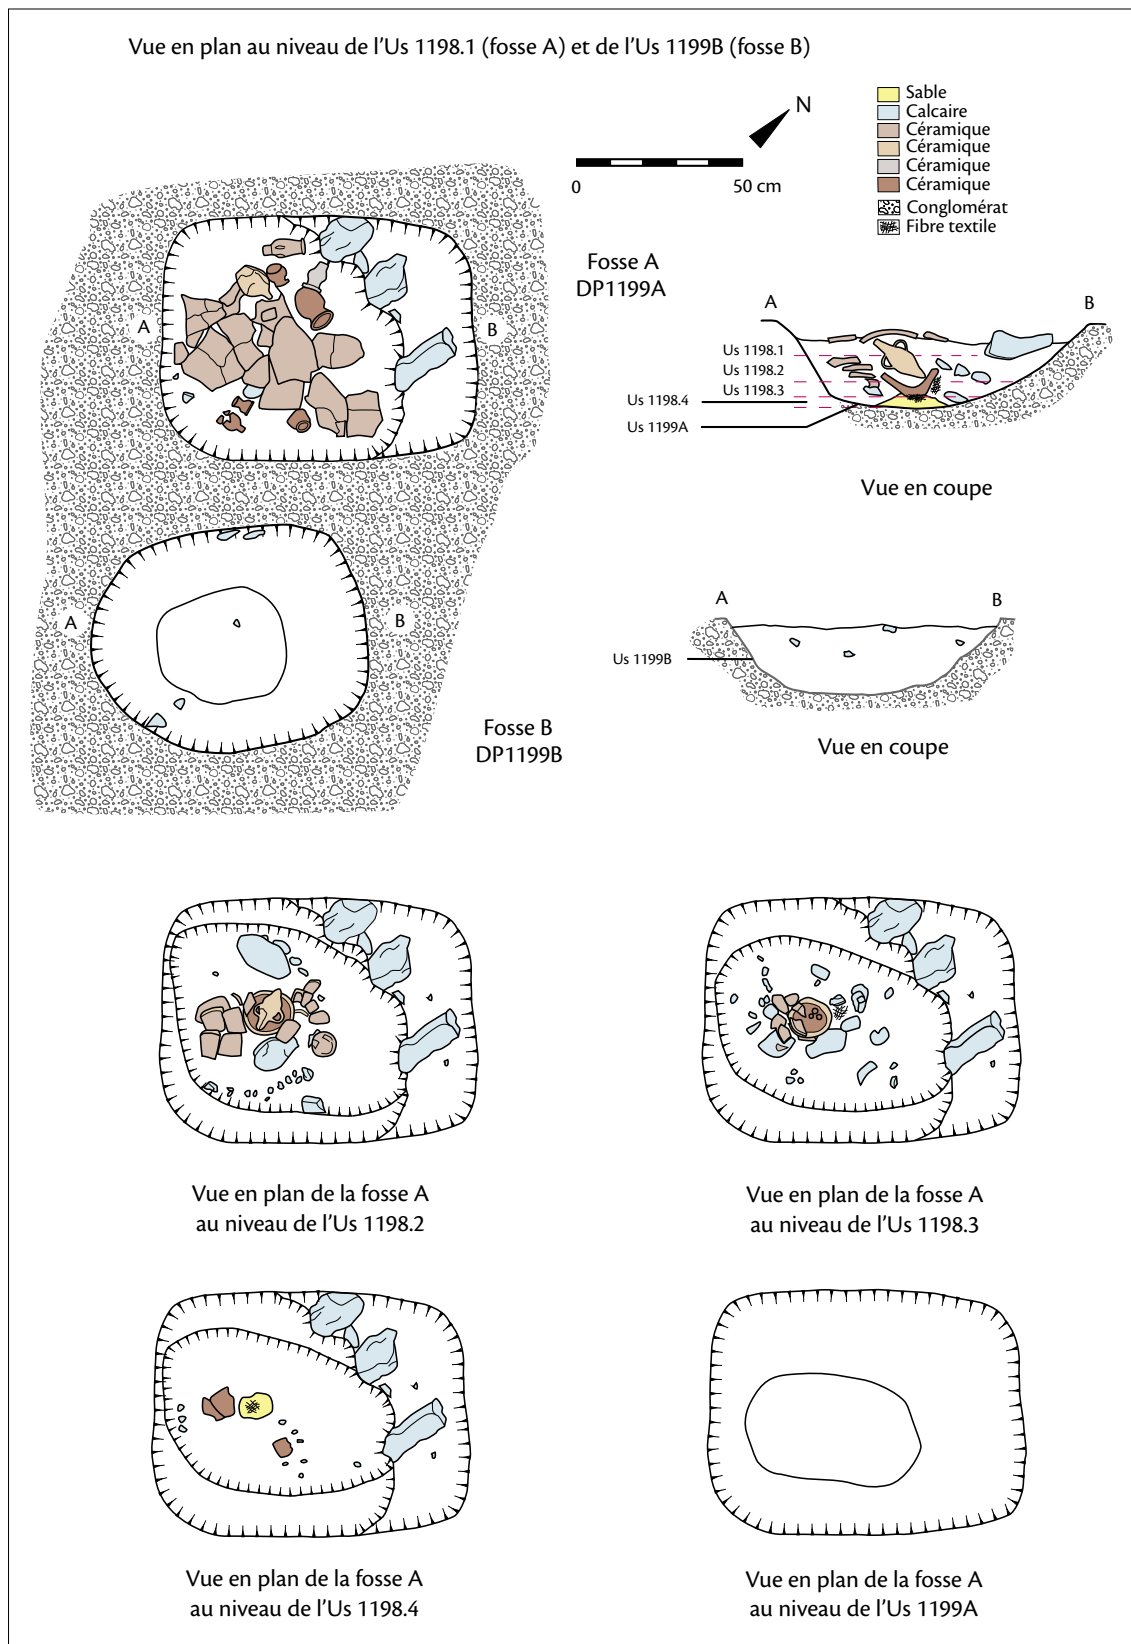 Vue en plan au niveau de l’Us 1198.1 (fosse A) et de l’Us 1199B (fosse B)
N
0 50 cm
Sable
Calcaire
Céramique
Céramique
Céramique
Céramique
Conglomérat
Fibre textile
Fosse A
DP1199A
A B
A B
Us 1198.1
Us 1198.2
Us 1198.3
Us 1198.4
Us 1199A
Vue en coupe
A B
A B
Us 1199B
Fosse B
DP1199B
Vue en coupe
Vue en plan de la fosse A
au niveau de l’Us 1198.2
Vue en plan de la fosse A
au niveau de l’Us 1198.3
Vue en plan de la fosse A
au niveau de l’Us 1198.4
Vue en plan de la fosse A
au niveau de l’Us 1199A